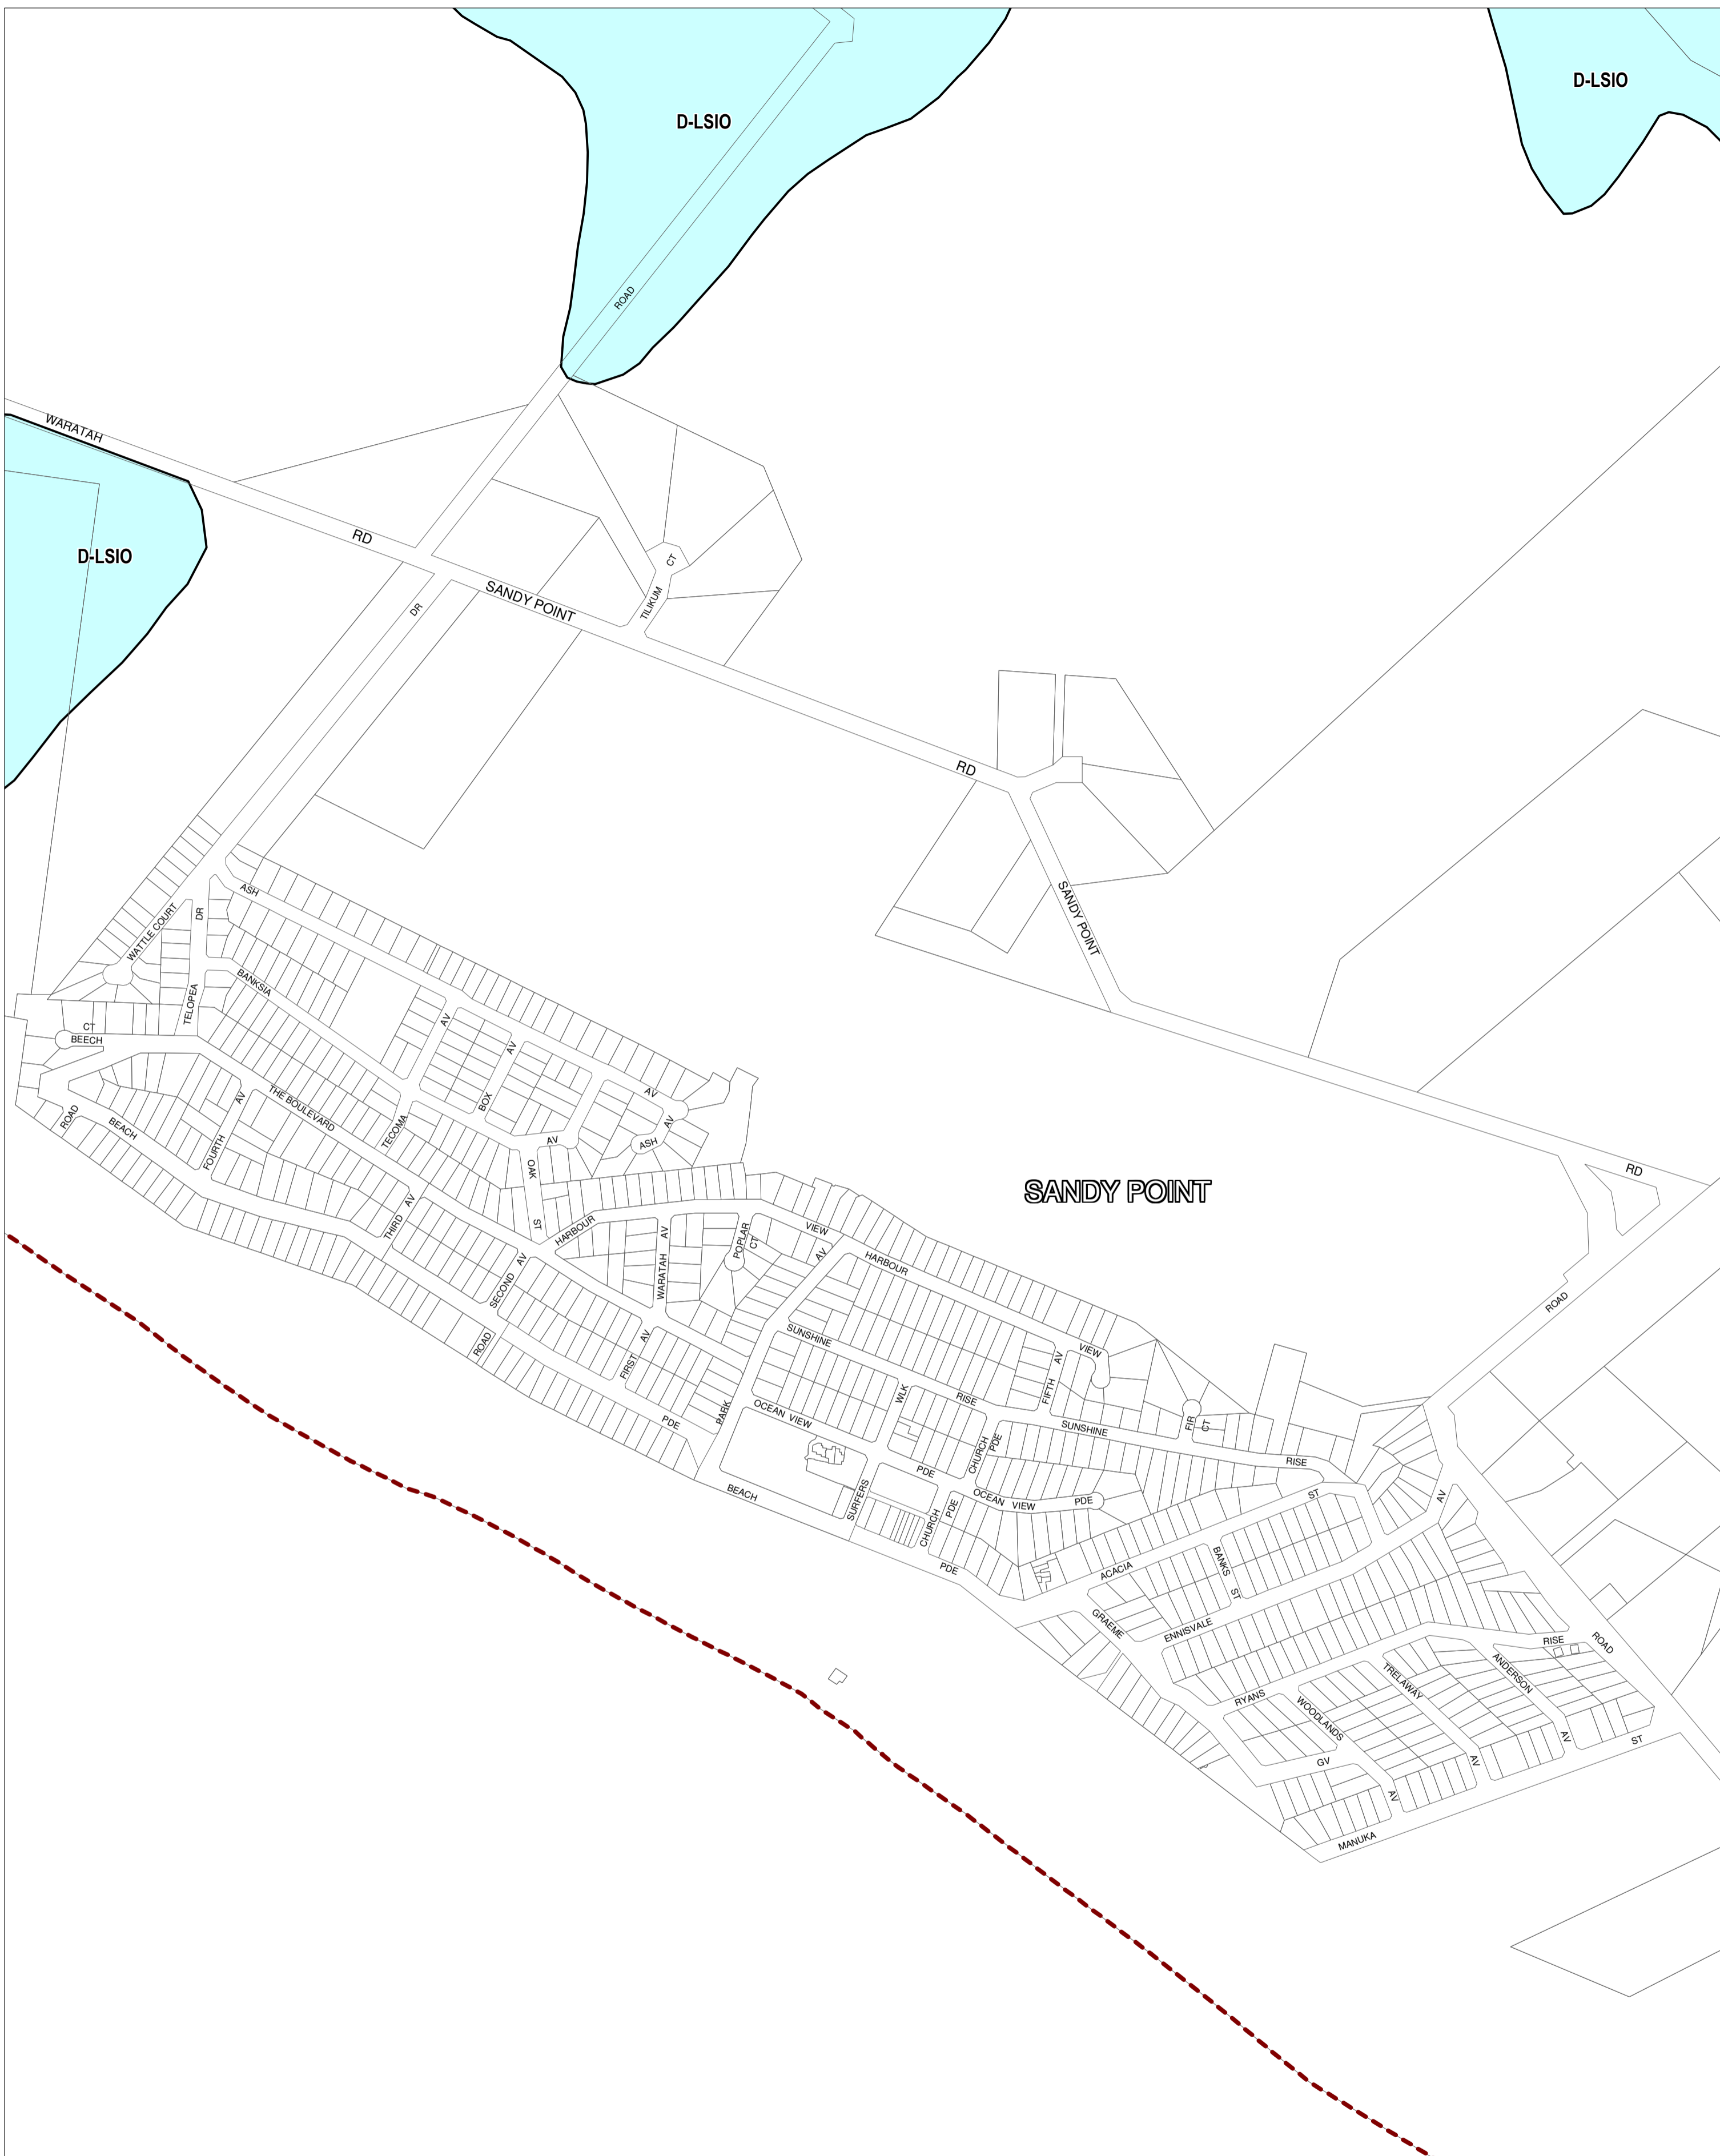 D-LSIO
D-LSIO
ROAD
WARATAH
RD
D-LSIO
CT
TILIKUM
SANDY POINT
DR
RD
SANDY POINT
ASH
DR
WATTLE COURT
BANKSIA
TELOPEA
CT
BEECH
AV
AV
BOX
AV
AV
ASH
AV
THE BOULEVARD
AV
ROAD
BEACH
FOURTH
TECOMA
OAK
ST
RD
SANDY POINT
THIRD
AV
HARBOUR
VIEW
AV
WARATAH
POPLAR
CT
AV
HARBOUR
SECOND
AV
ROAD
ROAD
FIRST
AV
SUNSHINE
VIEW
AV
FIFTH
RISE
WLK
OCEAN VIEW
PARK
PDE
SUNSHINE
FIR
CT
CHURCH
PDE
RISE
PDE
BEACH
SURFERS
OCEAN VIEW
PDE
ST
AV
CHURCH
PDE
PDE
ACACIA
BANKS
ST
GRAEME
ENNISVALE
RISE
ROAD
RYANS
WOODLANDS
TRELAWAY
ANDERSON
GV
AV
AV
AV
ST
MANUKA